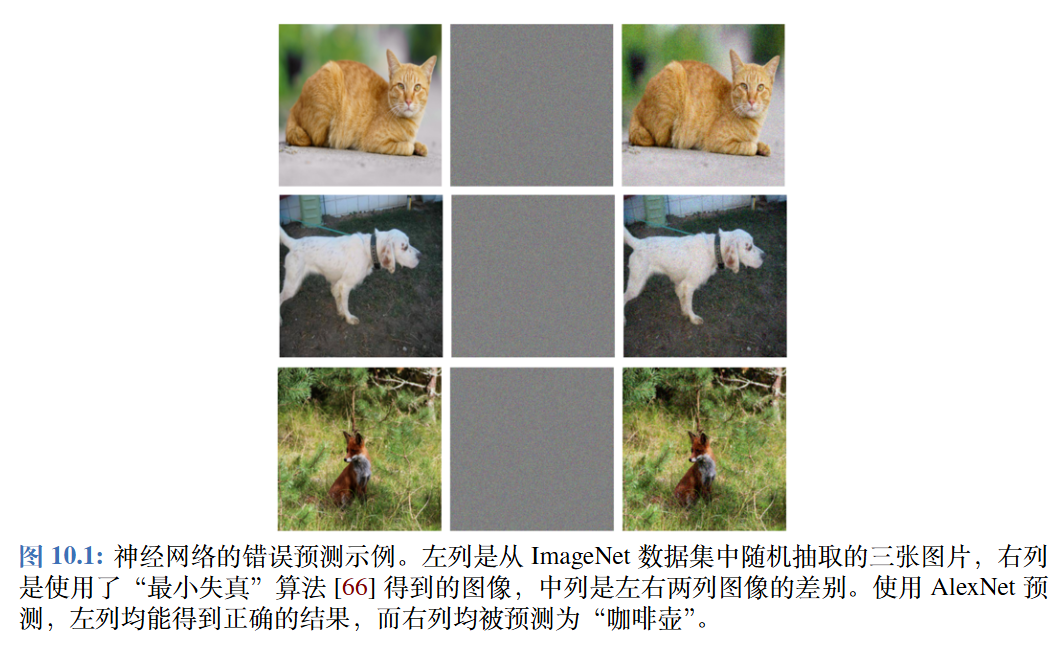 图 10.1: 神经网络的错误预测示例。左列是从 ImageNet 数据集中随机抽取的三张图片，右列
是使用了“最小失真”算法 [66] 得到的图像，中列是左右两列图像的差别。使用 AlexNet 预
测，左列均能得到正确的结果，而右列均被预测为“咖啡壶”。